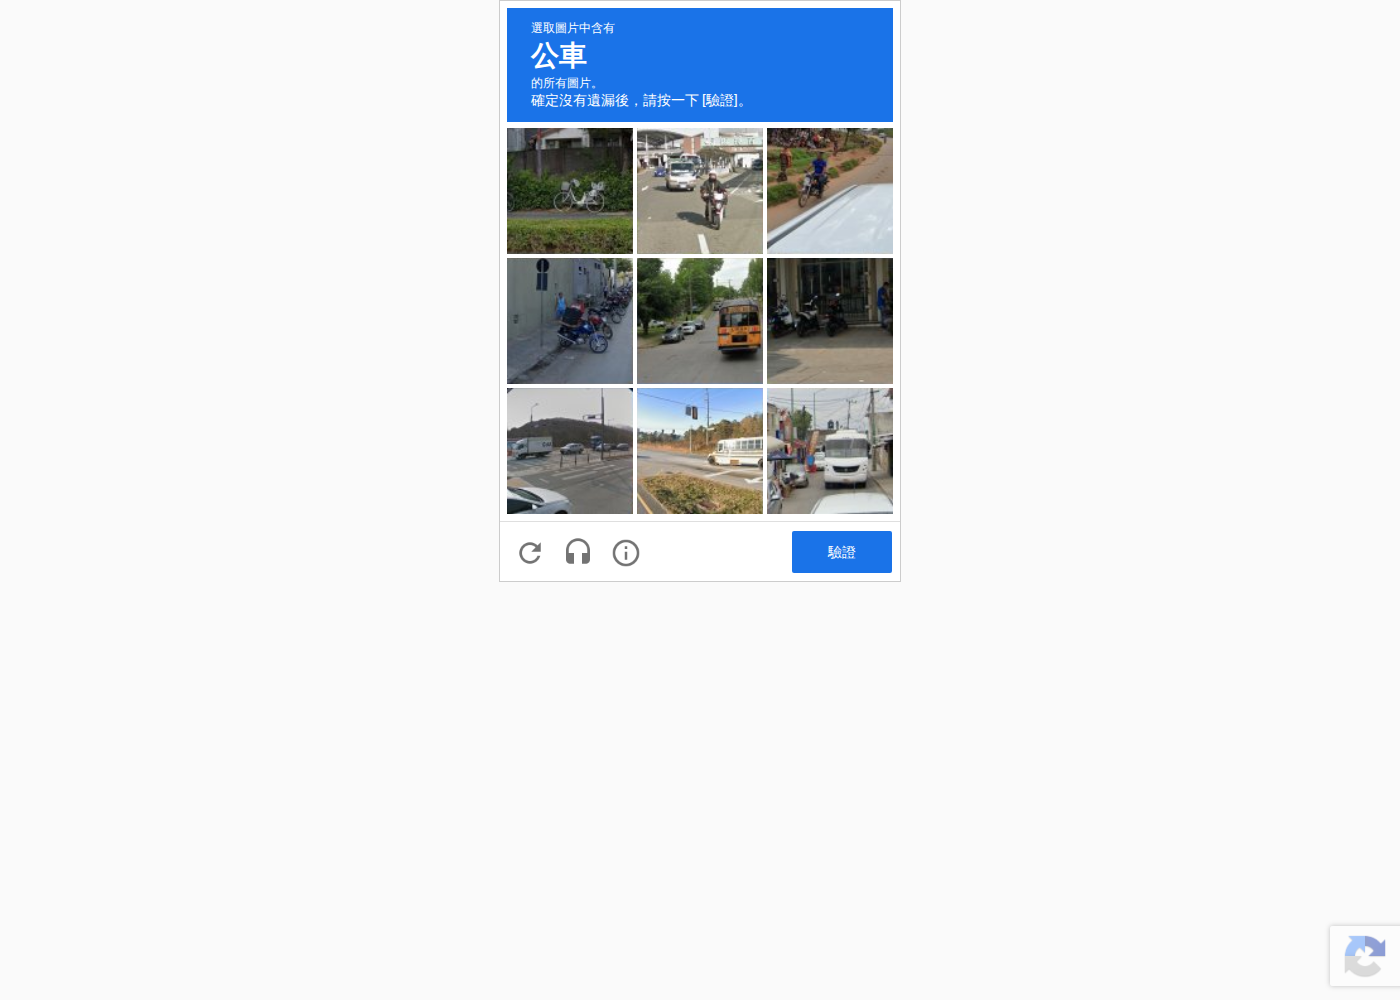 選取圖片中含有
公車
的所有圖片。
確定沒有遺漏後，請按一下 [驗證]。
驗證